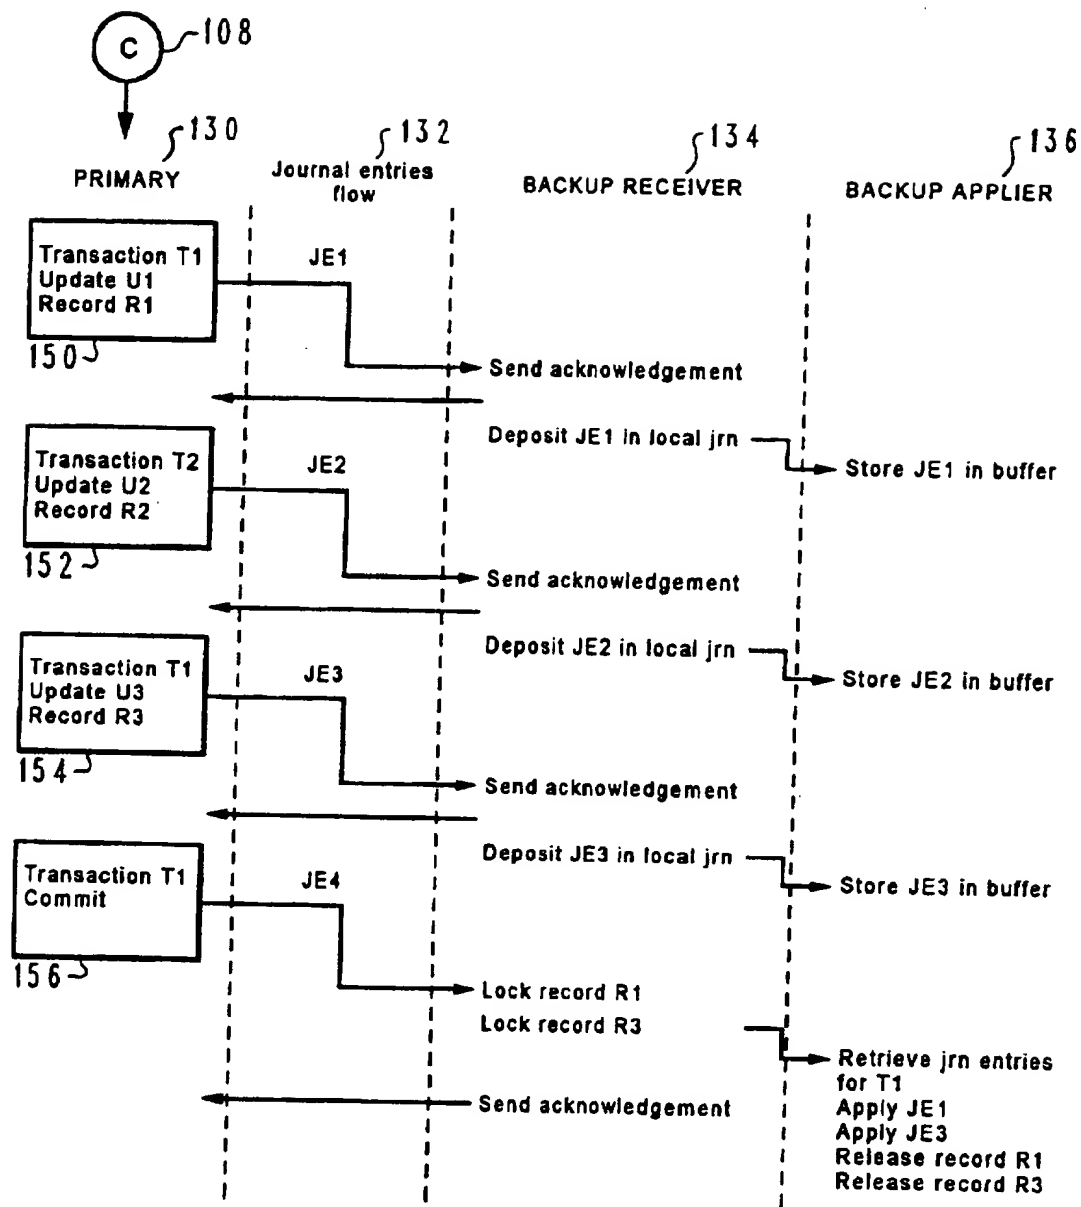 C
108
130
132
134
136
PRIMARY
Journal entries
flow
BACKUP RECEIVER
BACKUP APPLIER
Transaction T1
Update U1
Record R1
150
JE1
Send acknowledgement
Deposit JE1 in local jrn
Store JE1 in buffer
Transaction T2
Update U2
Record R2
152
JE2
Send acknowledgement
Deposit JE2 in local jrn
Store JE2 in buffer
Transaction T1
Update U3
Record R3
154
JE3
Send acknowledgement
Deposit JE3 in local jrn
Store JE3 in buffer
Transaction T1
Commit
156
JE4
Lock record R1
Lock record R3
Retrieve jrn entries
for T1
Apply JE1
Apply JE3
Release record R1
Release record R3
Send acknowledgement